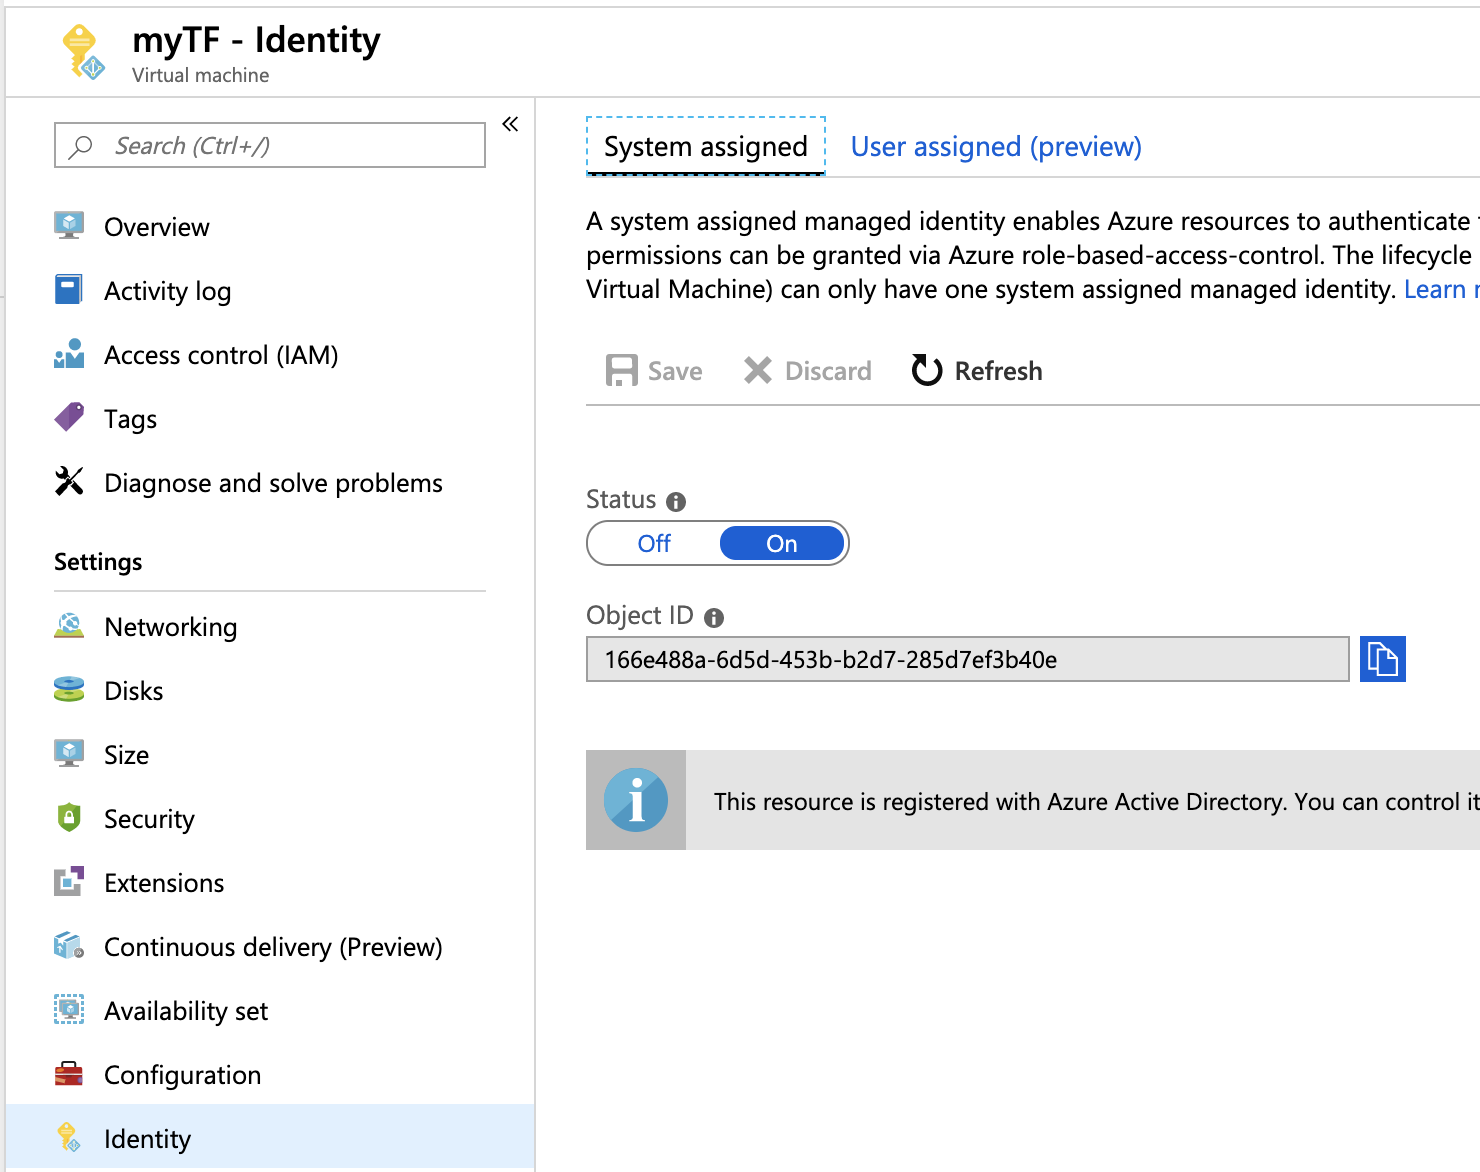 myTF - Identity
Virtual machine
Search (Ctrl+/)
«
Overview
Activity log
Access control (IAM)
Tags
Diagnose and solve problems
Settings
Networking
Disks
Size
Security
Extensions
Continuous delivery (Preview)
Availability set
Configuration
Identity
System assigned
User assigned (preview)
A system assigned managed identity enables Azure resources to authenticate
permissions can be granted via Azure role-based-access-control. The lifecycle
Virtual Machine) can only have one system assigned managed identity. Learn
Save
Discard
Refresh
Status
Off
On
Object ID
166e488a-6d5d-453b-b2d7-285d7ef3b40e
This resource is registered with Azure Active Directory. You can control it